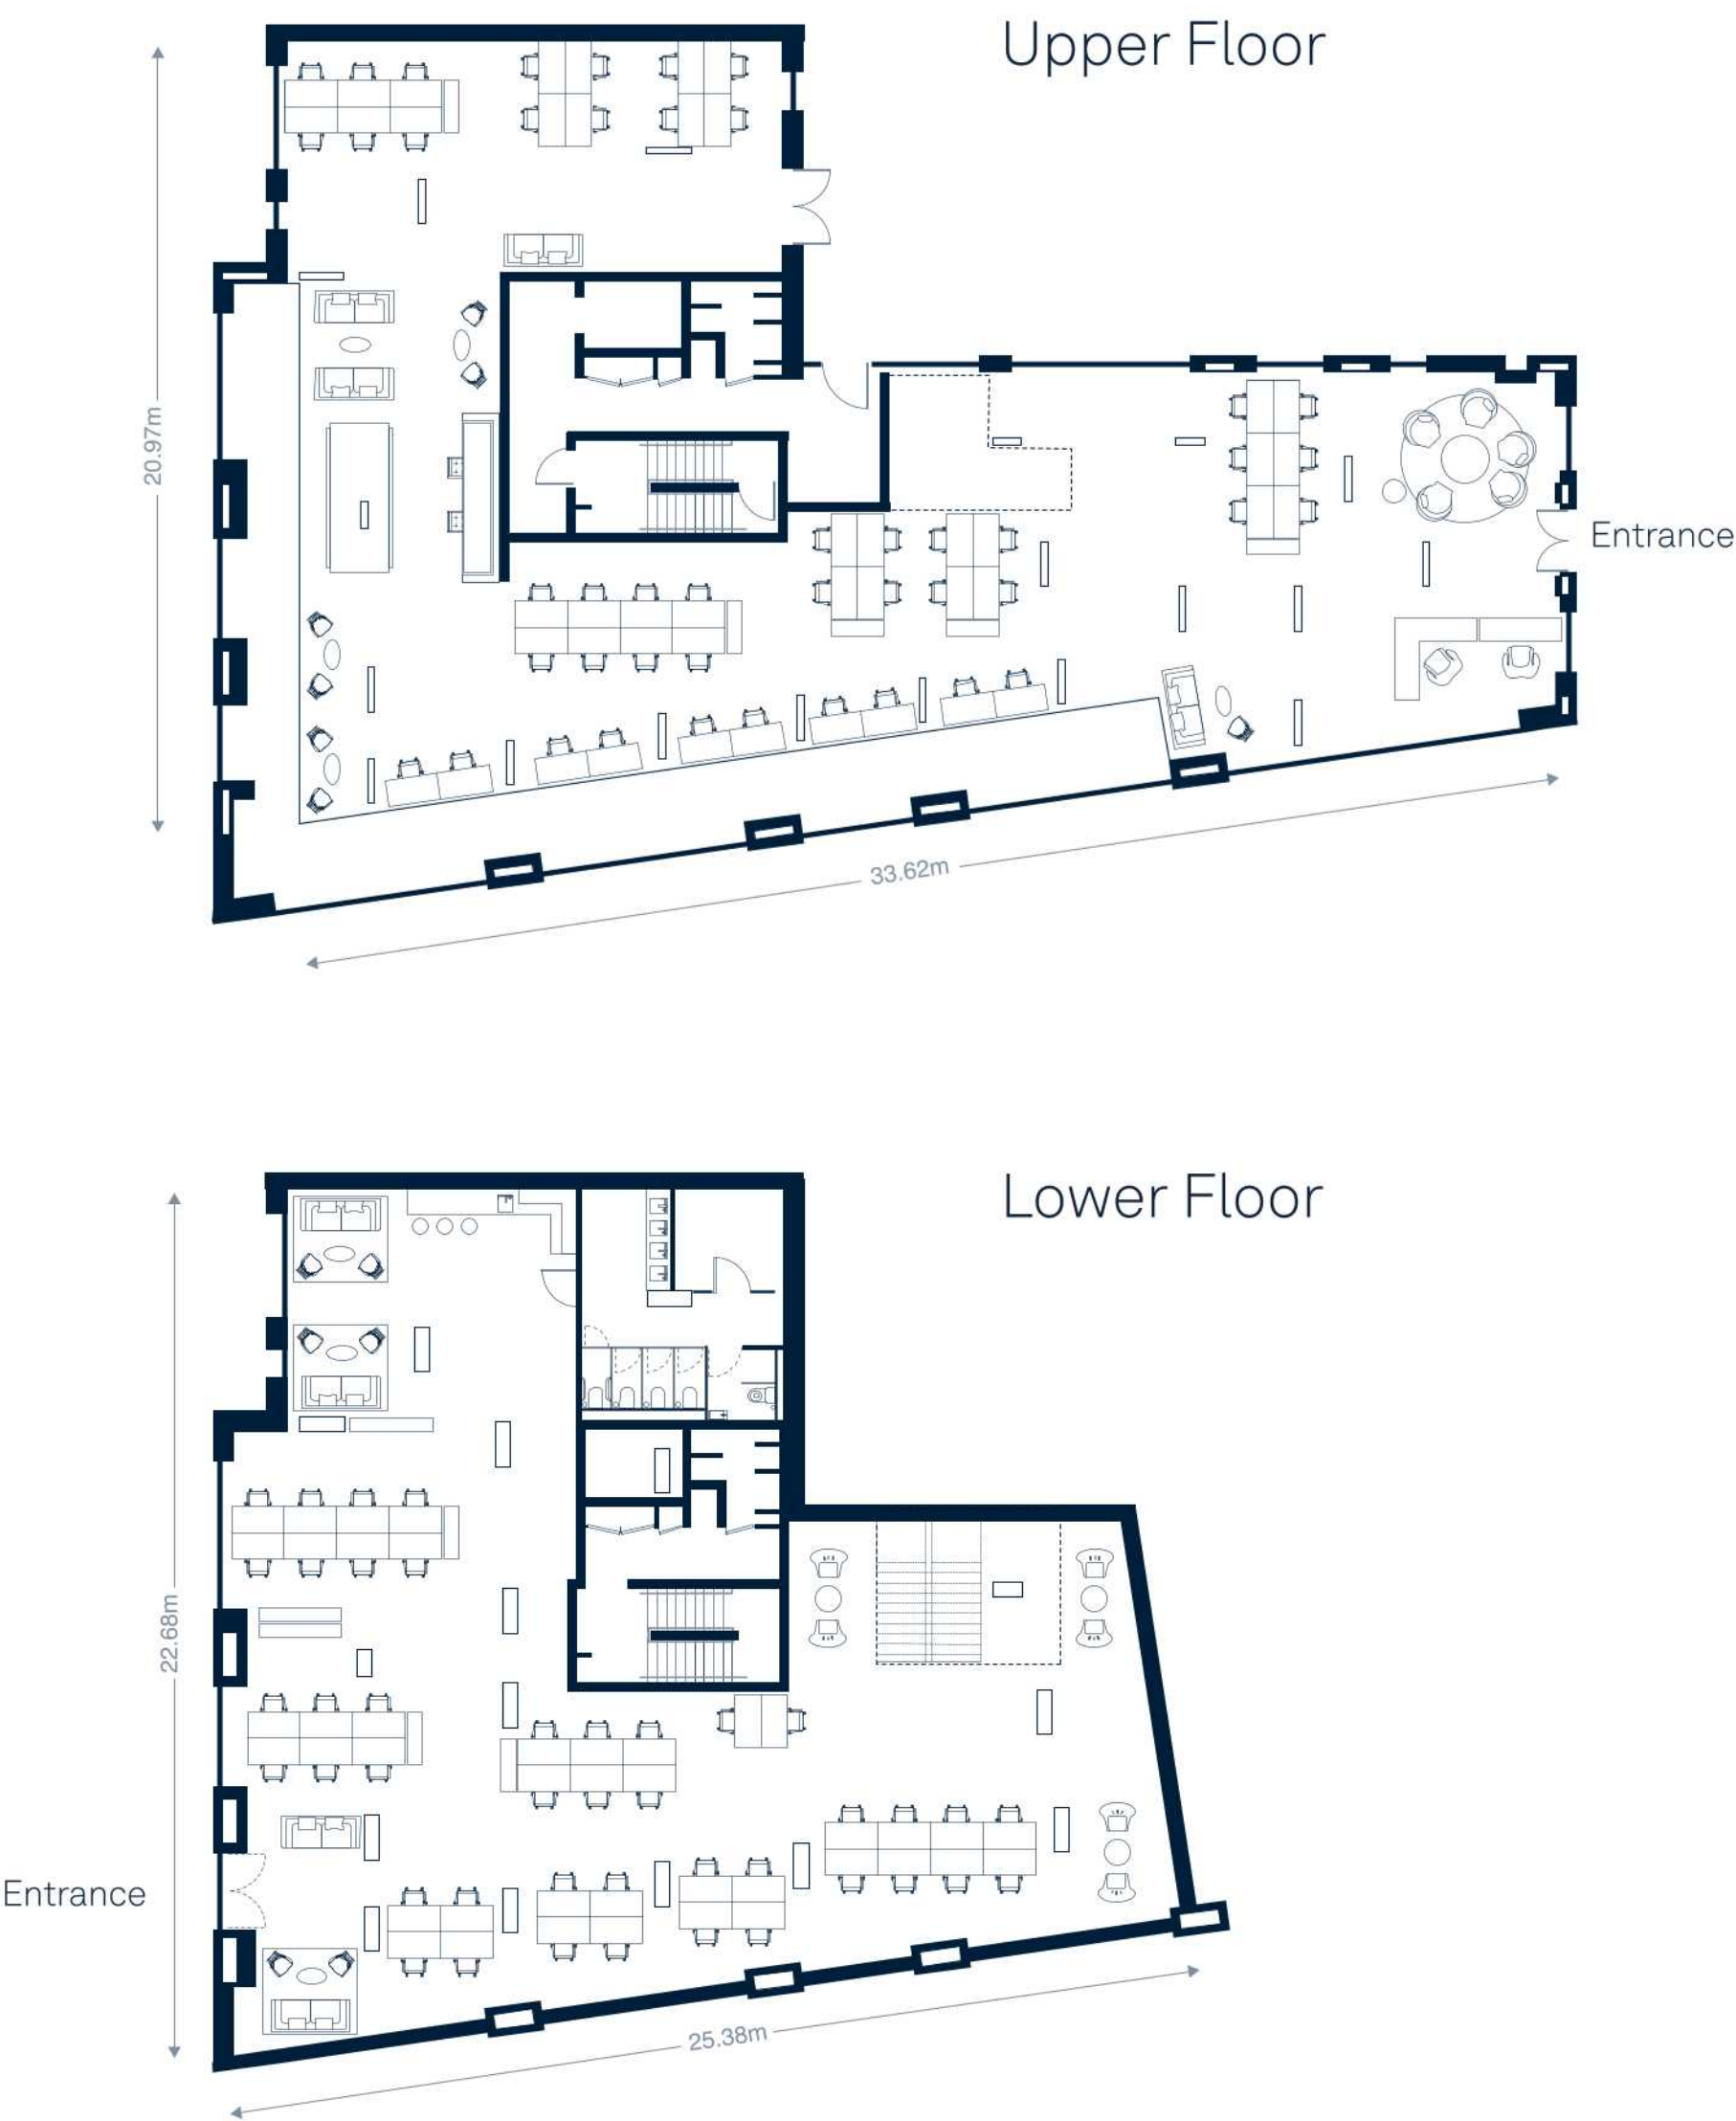 Upper Floor
20.97m
Entrance
33.62m
Lower Floor
22.68m
Entrance
25.38m